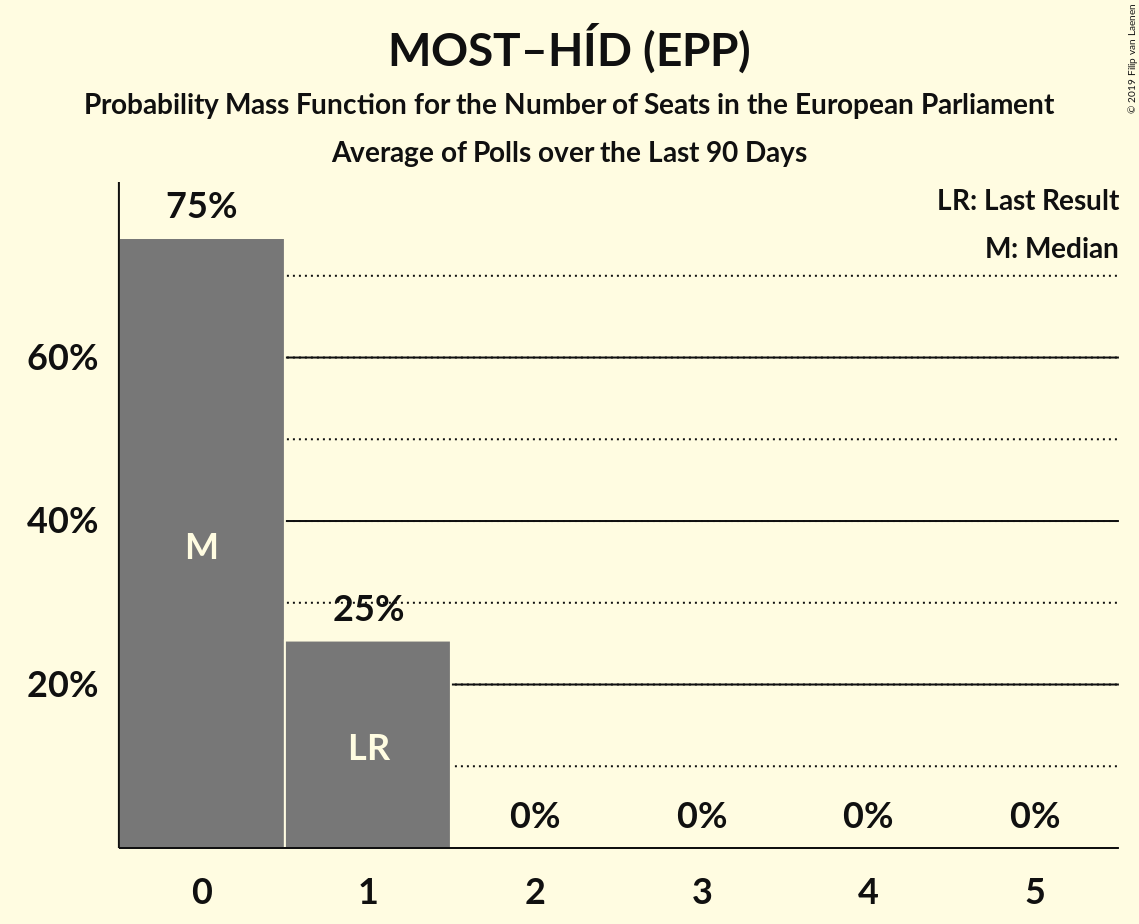 MOST–HÍD (EPP)
Probability Mass Function for the Number of Seats in the European Parliament
Average of Polls over the Last 90 Days
© 2019 Filip van Laenen
LR: Last Result
M: Median
75%
60%
40%
20%
M
25%
LR
0% 0% 0% 0%
0 1 2 3 4 5